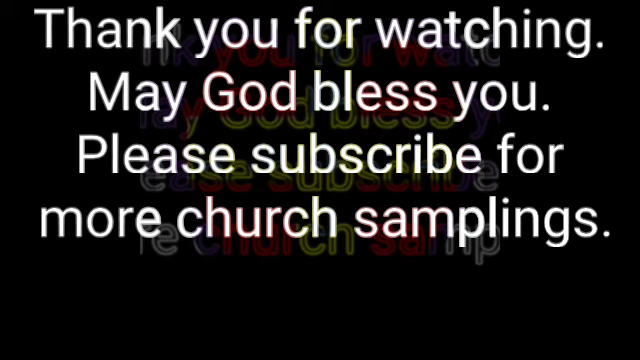 Thank you for watching.
May God bless you.
Please subscribe for
more church samplings.